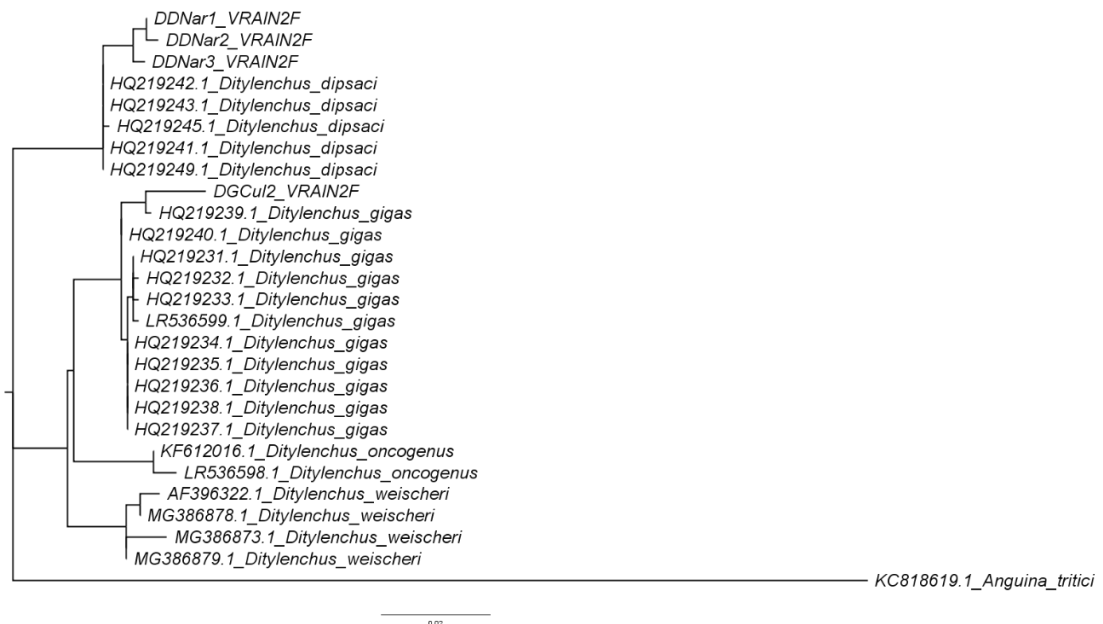 DDNar1_VRAIN2F
DDNar2_VRAIN2F
DDNar3_VRAIN2F
HQ219242.1_Ditylenchus_dipsaci
HQ219243.1_Ditylenchus_dipsaci
HQ219245.1_Ditylenchus_dipsaci
HQ219241.1_Ditylenchus_dipsaci
HQ219249.1_Ditylenchus_dipsaci
DGCul2_VRAIN2F
HQ219239.1_Ditylenchus_gigas
HQ219240.1_Ditylenchus_gigas
HQ219231.1_Ditylenchus_gigas
HQ219232.1_Ditylenchus_gigas
HQ219233.1_Ditylenchus_gigas
LR536599.1_Ditylenchus_gigas
HQ219234.1_Ditylenchus_gigas
HQ219235.1_Ditylenchus_gigas
HQ219236.1_Ditylenchus_gigas
HQ219238.1_Ditylenchus_gigas
HQ219237.1_Ditylenchus_gigas
KF612016.1_Ditylenchus_oncogenus
LR536598.1_Ditylenchus_oncogenus
AF396322.1_Ditylenchus_weischeri
MG386878.1_Ditylenchus_weischeri
MG386873.1_Ditylenchus_weischeri
MG386879.1_Ditylenchus_weischeri
KC818619.1_Anguina_tritici
0.02